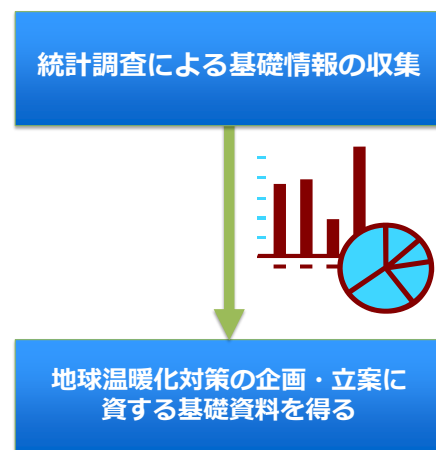 統計調査による基礎情報の収集
地球温暖化対策の企画・立案に
資する基礎資料を得る